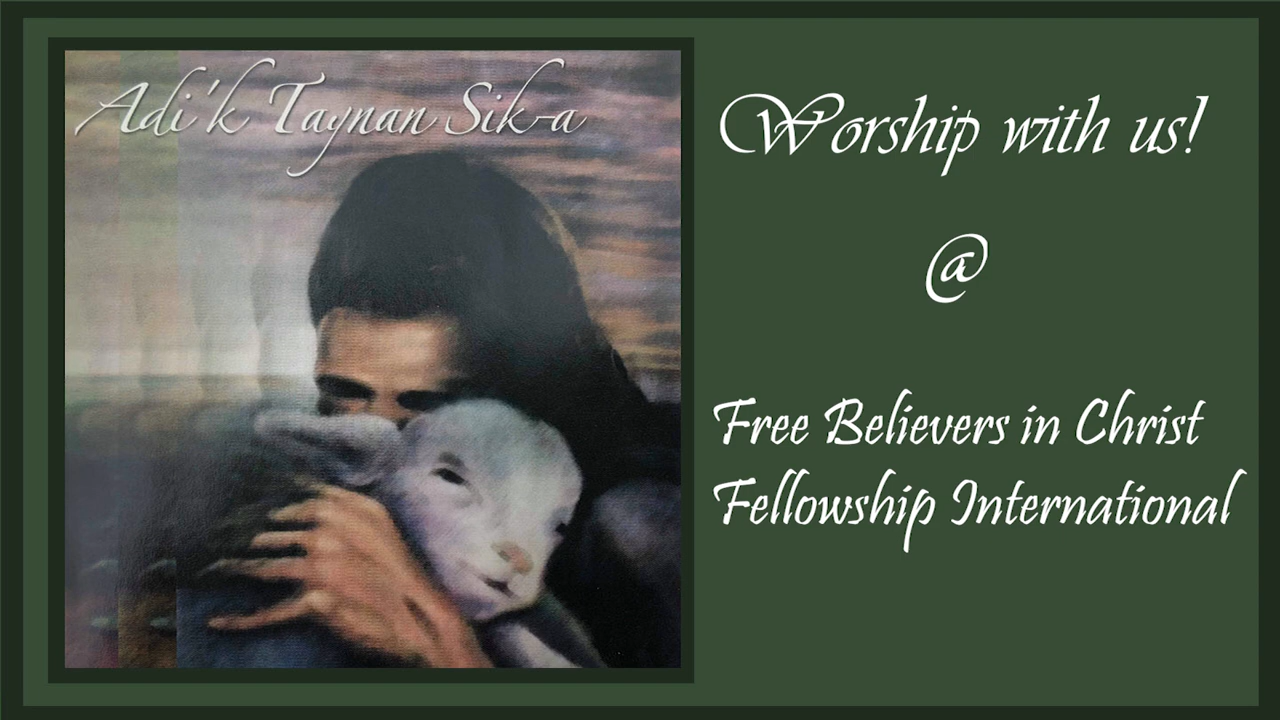 Adi'k Taynan Sik-a
Worship with us!
@
Free Believers in Christ
Fellowship International